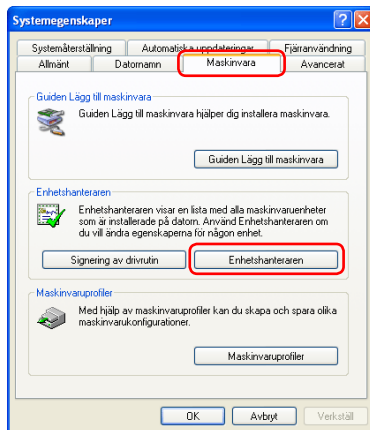 Systemegenskaper
Systemåterställning
Automatiska uppdateringar
Fjärranvändning
Allmänt
Datornamn
Maskinvara
Avancerat
Guiden Lägg till maskinvara
Guiden Lägg till maskinvara hjälper dig installera maskinvara.
Guiden Lägg till maskinvara
Enhetshanteraren
Enhetshanteraren visar en lista med alla maskinvaruenheter
som är installerade på datorn. Använd Enhetshanteraren om
du vill ändra egenskaperna för någon enhet.
Signering av drivrutin
Enhetshanteraren
Maskinvaruprofiler
Med hjälp av maskinvaruprofiler kan du skapa och spara olika
maskinvarukonfigurationer.
Maskinvaruprofiler
OK
Avbryt
Verkställ